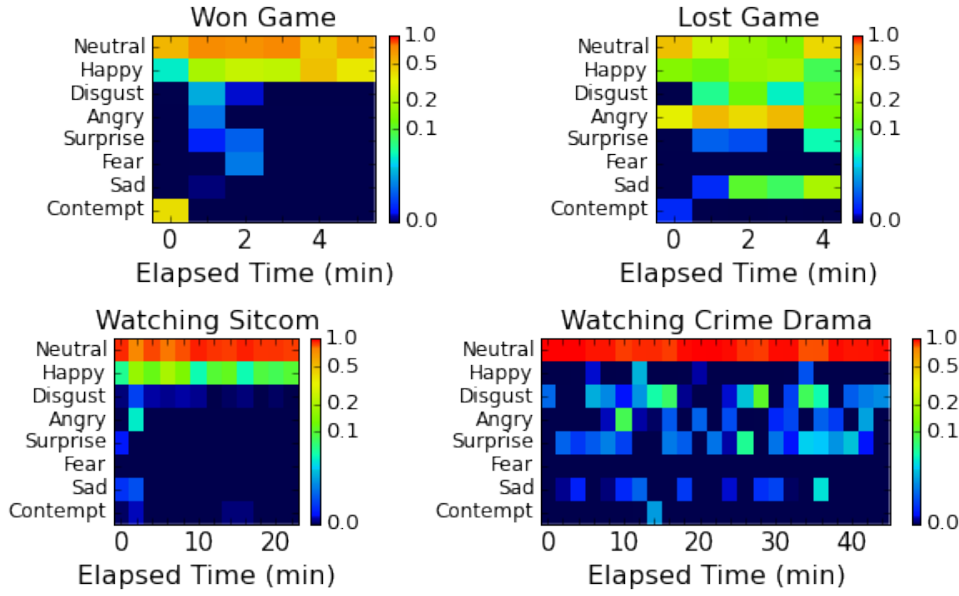 Won Game
Neutral
Happy
Disgust
Angry
Surprise
Fear
Sad
Contempt
1.0
0.5
0.2
0.1
0.0
0 2 4
Elapsed Time (min)
Lost Game
Neutral
Happy
Disgust
Angry
Surprise
Fear
Sad
Contempt
1.0
0.5
0.2
0.1
0.0
0 2 4
Elapsed Time (min)
Watching Sitcom
Neutral
Happy
Disgust
Angry
Surprise
Fear
Sad
Contempt
1.0
0.5
0.2
0.1
0.0
0 10 20
Elapsed Time (min)
Watching Crime Drama
Neutral
Happy
Disgust
Angry
Surprise
Fear
Sad
Contempt
1.0
0.5
0.2
0.1
0.0
0 10 20 30 40
Elapsed Time (min)